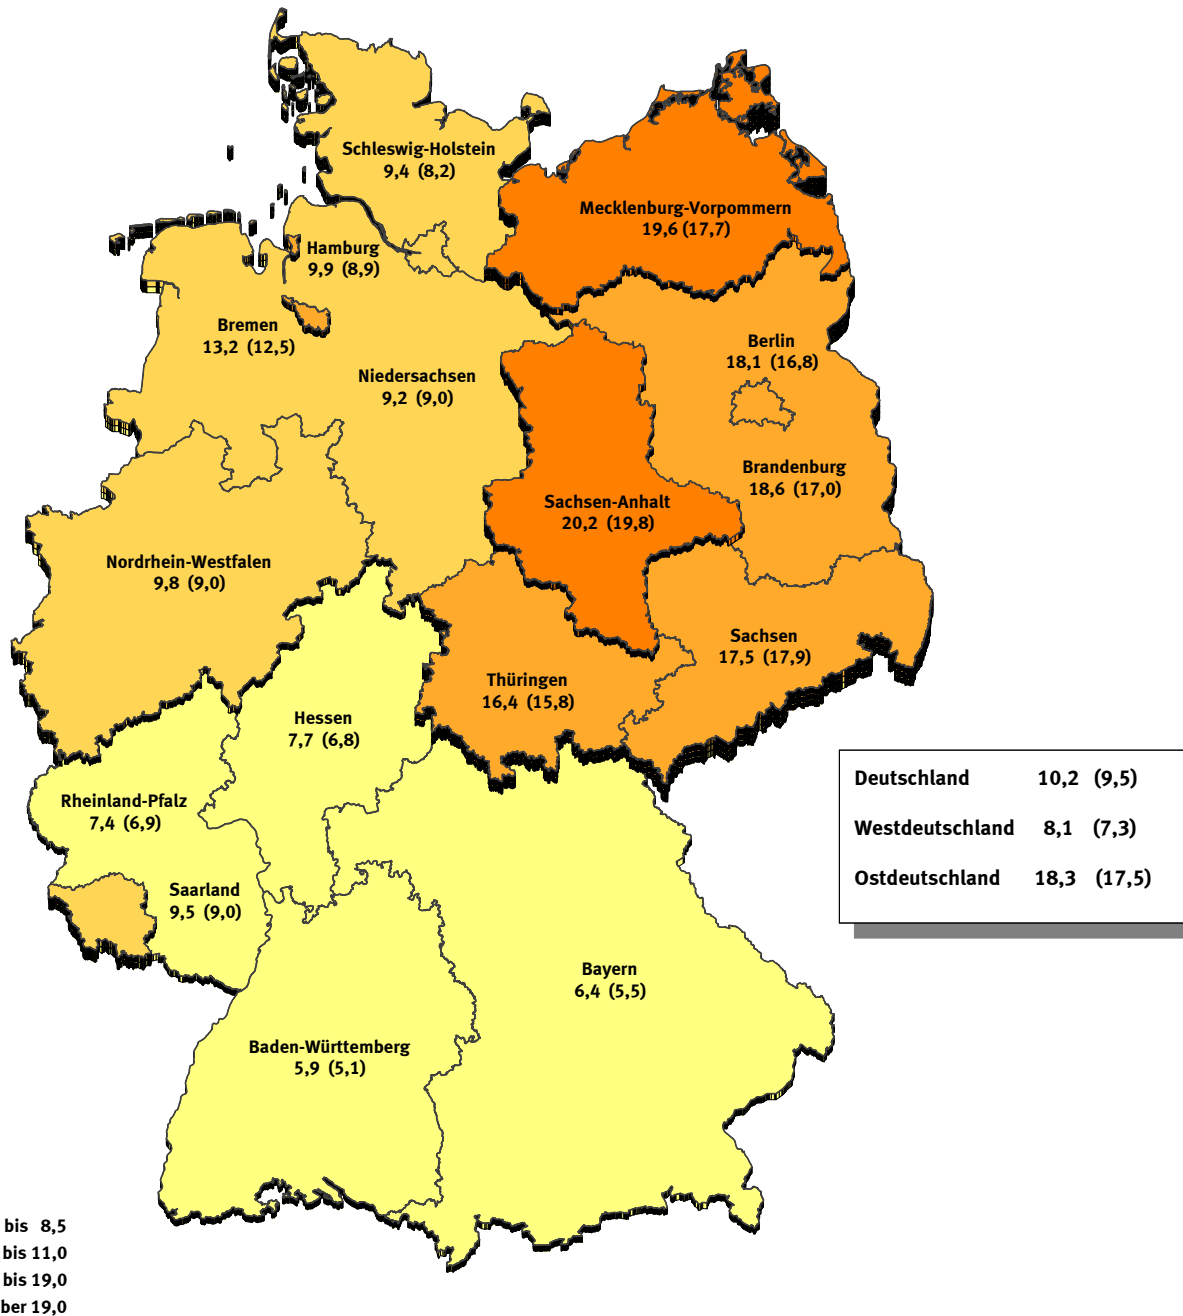 Schleswig-Holstein
9,4 (8,2)
Mecklenburg-Vorpommern
19,6 (17,7)
Hamburg
9,9 (8,9)
Bremen
13,2 (12,5)
Berlin
18,1 (16,8)
Niedersachsen
9,2 (9,0)
Brandenburg
18,6 (17,0)
Sachsen-Anhalt
20,2 (19,8)
Nordrhein-Westfalen
9,8 (9,0)
Sachsen
17,5 (17,9)
Thüringen
16,4 (15,8)
Hessen
7,7 (6,8)
Rheinland-Pfalz
7,4 (6,9)
Saarland
9,5 (9,0)
Deutschland 10,2 (9,5)
Westdeutschland 8,1 (7,3)
Ostdeutschland 18,3 (17,5)
Bayern
6,4 (5,5)
Baden-Württemberg
5,9 (5,1)
bis 8,5
bis 11,0
bis 19,0
ber 19,0